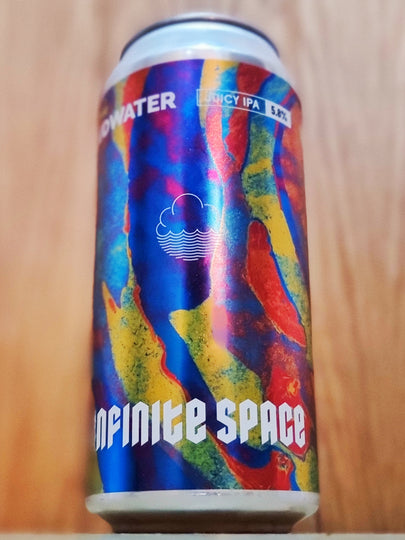 DWATER
JUICY IPA 5.8%
INFINITE SPACE